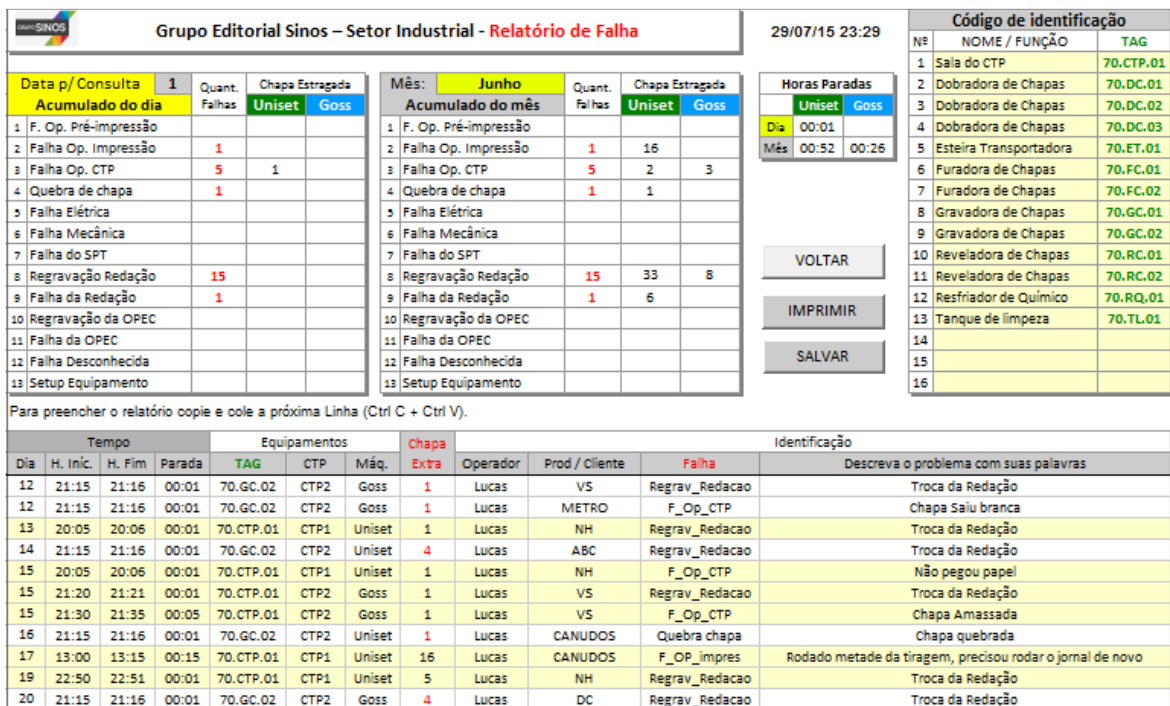 GRUPO SINOS
Grupo Editorial Sinos – Setor Industrial - Relatório de Falha
29/07/15 23:29
Código de identificação
Nº NOME / FUNÇÃO TAG
1 Sala do CTP 70.CTP.01
2 Dobradora de Chapas 70.DC.01
3 Dobradora de Chapas 70.DC.02
4 Dobradora de Chapas 70.DC.03
5 Esteira Transportadora 70.ET.01
6 Furadora de Chapas 70.FC.01
7 Furadora de Chapas 70.FC.02
8 Gravadora de Chapas 70.GC.01
9 Gravadora de Chapas 70.GC.02
10 Reveladora de Chapas 70.RC.01
11 Reveladora de Chapas 70.RC.02
12 Resfriador de Químico 70.RQ.01
13 Tanque de limpeza 70.TL.01
14
15
16
Data p/ Consulta 1 Quant. Falhas Chapa Estragada
Acumulado do dia Uniset Goss
1 F. Op. Pré-impressão
2 Falha Op. Impressão 1
3 Falha Op. CTP 5 1
4 Quebra de chapa 1
5 Falha Elétrica
6 Falha Mecânica
7 Falha do SPT
8 Regravação Redação 15
9 Falha da Redação 1
10 Regravação da OPEC
11 Falha da OPEC
12 Falha Desconhecida
13 Setup Equipamento
Mês: Junho Quant. Falhas Chapa Estragada
Acumulado do mês Uniset Goss
1 F. Op. Pré-impressão
2 Falha Op. Impressão 1 16
3 Falha Op. CTP 5 2 3
4 Quebra de chapa 1 1
5 Falha Elétrica
6 Falha Mecânica
7 Falha do SPT
8 Regravação Redação 15 33 8
9 Falha da Redação 1 6
10 Regravação da OPEC
11 Falha da OPEC
12 Falha Desconhecida
13 Setup Equipamento
Horas Paradas
Uniset Goss
Dia 00:01
Mês 00:52 00:26
VOLTAR
IMPRIMIR
SALVAR
Para preencher o relatório copie e cole a próxima Linha (Ctrl C + Ctrl V).
Tempo Equipamentos Chapa Identificação
Dia H. Iníc. H. Fim Parada TAG CTP Máq. Extra Operador Prod / Cliente Falha Descreva o problema com suas palavras
12 21:15 21:16 00:01 70.GC.02 CTP2 Goss 1 Lucas VS Regrav_Redacao Troca da Redação
12 21:15 21:16 00:01 70.GC.02 CTP2 Goss 1 Lucas METRO F_Op_CTP Chapa Saiu branca
13 20:05 20:06 00:01 70.CTP.01 CTP1 Uniset 1 Lucas NH Regrav_Redacao Troca da Redação
14 21:15 21:16 00:01 70.GC.02 CTP2 Uniset 4 Lucas ABC Regrav_Redacao Troca da Redação
15 20:05 20:06 00:01 70.CTP.01 CTP1 Uniset 1 Lucas NH F_Op_CTP Não pegou papel
15 21:20 21:21 00:01 70.CTP.01 CTP2 Goss 1 Lucas VS Regrav_Redacao Troca da Redação
15 21:30 21:35 00:05 70.CTP.01 CTP2 Goss 1 Lucas VS F_Op_CTP Chapa Amassada
16 21:15 21:16 00:01 70.GC.02 CTP2 Uniset 1 Lucas CANUDOS Quebra chapa Chapa quebrada
17 13:00 13:15 00:15 70.CTP.01 CTP1 Uniset 16 Lucas CANUDOS F_OP_impres Rodado metade da tiragem, precisou rodar o jornal de novo
19 22:50 22:51 00:01 70.CTP.01 CTP1 Uniset 5 Lucas NH Regrav_Redacao Troca da Redação
20 21:15 21:16 00:01 70.GC.02 CTP2 Goss 4 Lucas DC Regrav_Redacao Troca da Redação